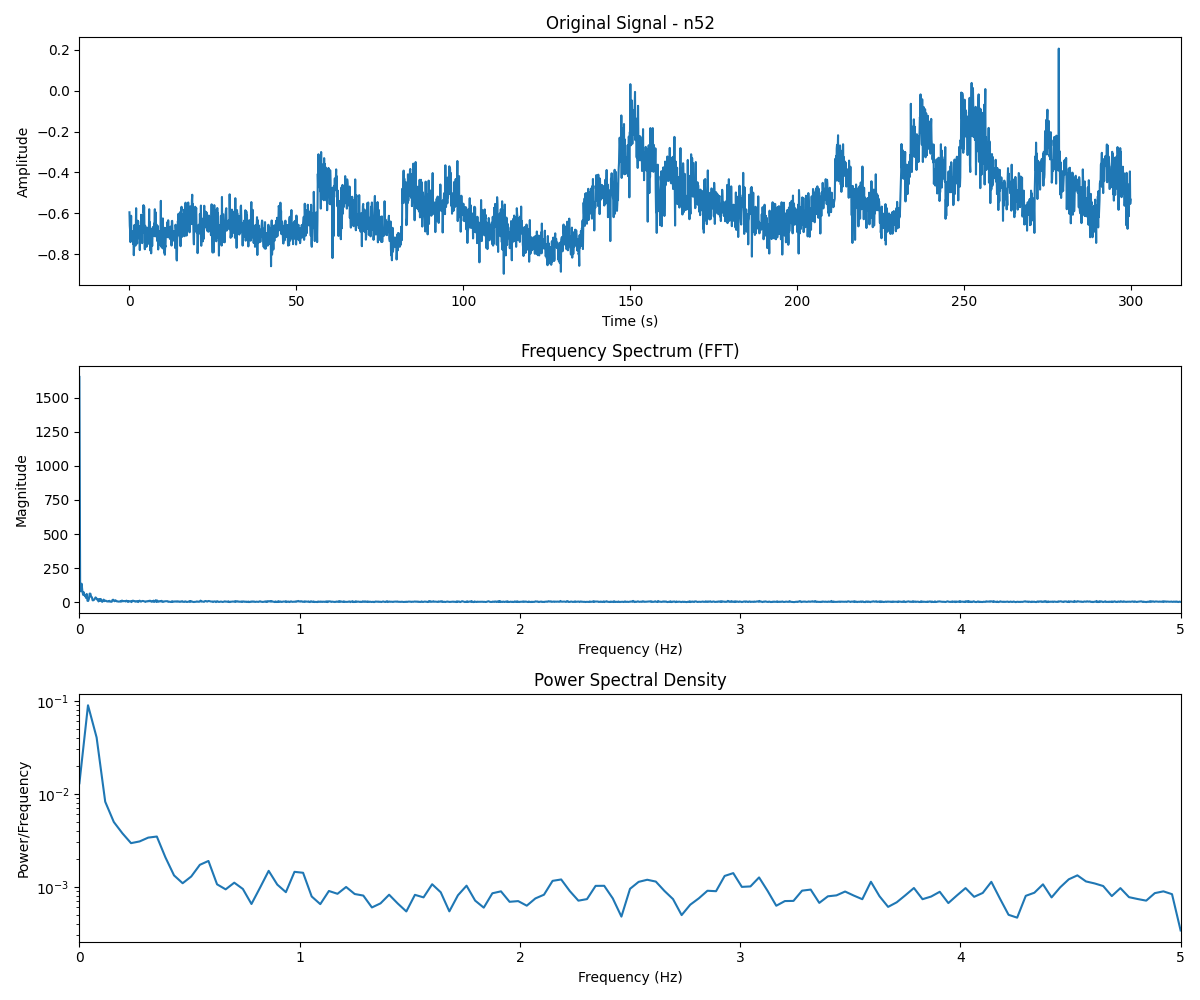 Original Signal - n52
0.2
0.0
−0.2
−0.4
−0.6
−0.8
Amplitude
0 50 100 150 200 250 300
Time (s)
Frequency Spectrum (FFT)
1500
1250
1000
750
500
250
0
Magnitude
0 1 2 3 4 5
Frequency (Hz)
Power Spectral Density
10⁻¹
10⁻²
10⁻³
Power/Frequency
0 1 2 3 4 5
Frequency (Hz)